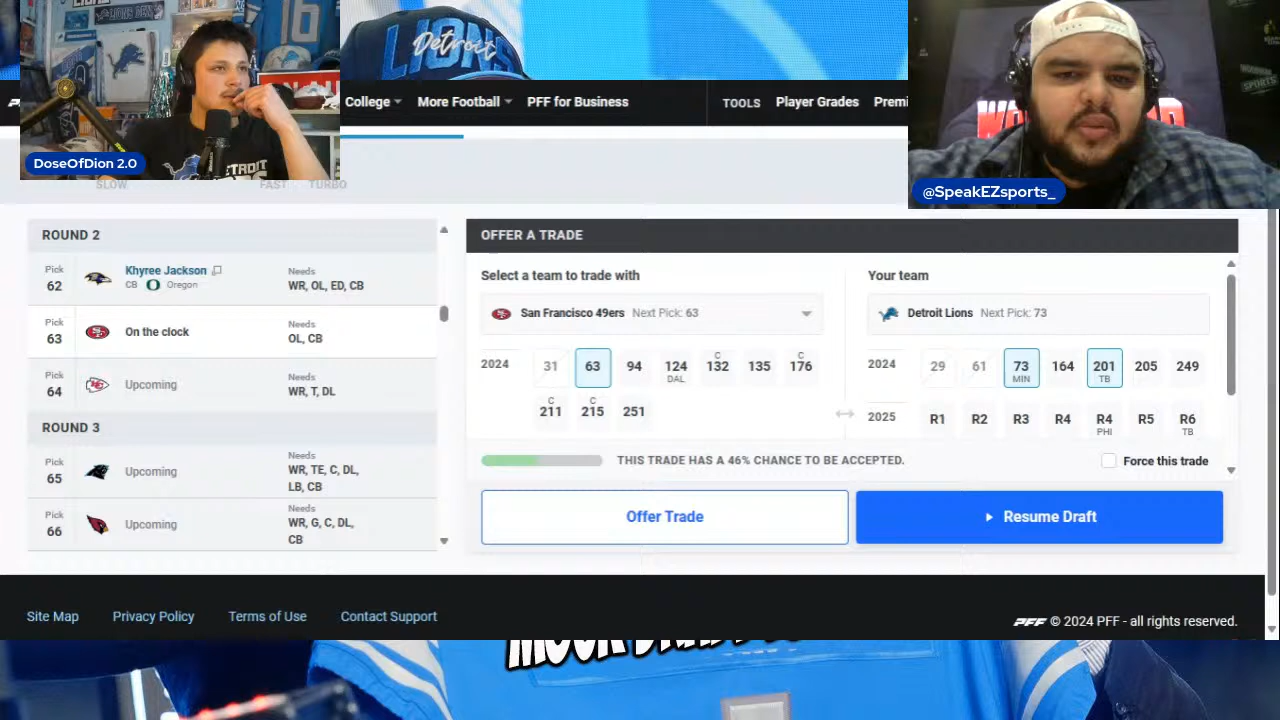 LIONS
Detroit
College
More Football
PFF for Business
TOOLS
Player Grades
Premi
DoseOfDion 2.0
@SpeakEZsports_
SLOW
FAST
TURBO
ROUND 2
Pick
62
Khyree Jackson
CB
Oregon
Needs
WR, OL, ED, CB
Pick
63
On the clock
Needs
OL, CB
Pick
64
Upcoming
Needs
WR, T, DL
ROUND 3
Pick
65
Upcoming
Needs
WR, TE, C, DL,
LB, CB
Pick
66
Upcoming
Needs
WR, G, C, DL,
CB
OFFER A TRADE
Select a team to trade with
San Francisco 49ers Next Pick: 63
2024
31
63
94
124
DAL
C
132
135
C
176
C
211
C
215
251
Your team
Detroit Lions Next Pick: 73
2024
29
61
73
MIN
164
201
TB
205
249
2025
R1
R2
R3
R4
R4
PHI
R5
R6
TB
THIS TRADE HAS A 46% CHANCE TO BE ACCEPTED.
Force this trade
Offer Trade
Resume Draft
Site Map
Privacy Policy
Terms of Use
Contact Support
PFF © 2024 PFF - all rights reserved.